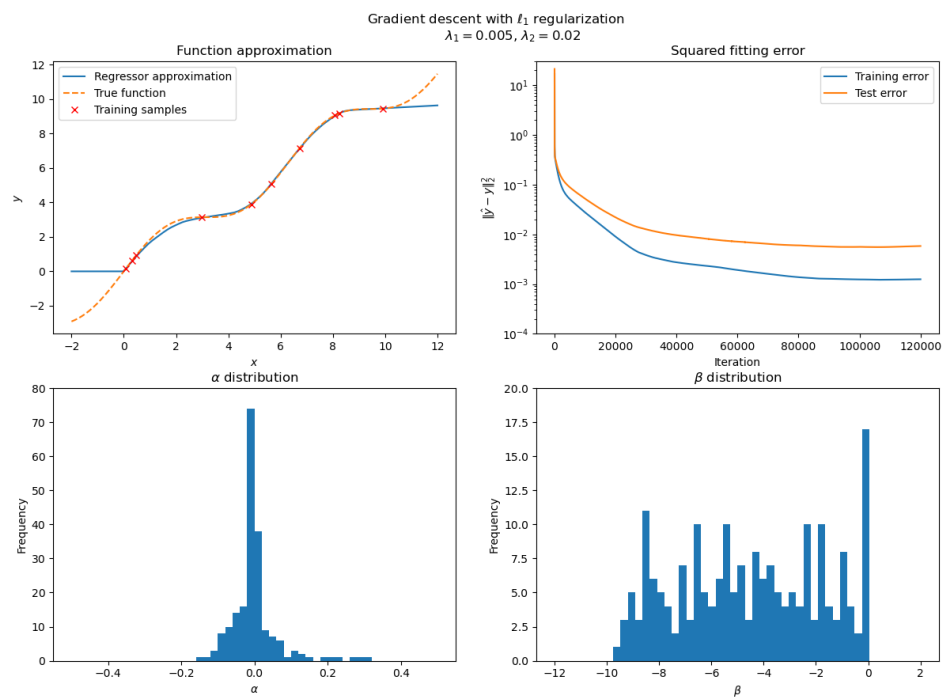 Gradient descent with ℓ₁ regularization
λ₁ = 0.005, λ₂ = 0.02
Function approximation
Regressor approximation
True function
Training samples
y
12
10
8
6
4
2
0
−2
−2 0 2 4 6 8 10 12
x
Squared fitting error
Training error
Test error
‖ŷ − y‖₂²
10¹
10⁰
10⁻¹
10⁻²
10⁻³
10⁻⁴
0 20000 40000 60000 80000 100000 120000
Iteration
α distribution
Frequency
80
70
60
50
40
30
20
10
0
−0.4 −0.2 0.0 0.2 0.4
α
β distribution
Frequency
20.0
17.5
15.0
12.5
10.0
7.5
5.0
2.5
0.0
−12 −10 −8 −6 −4 −2 0 2
β